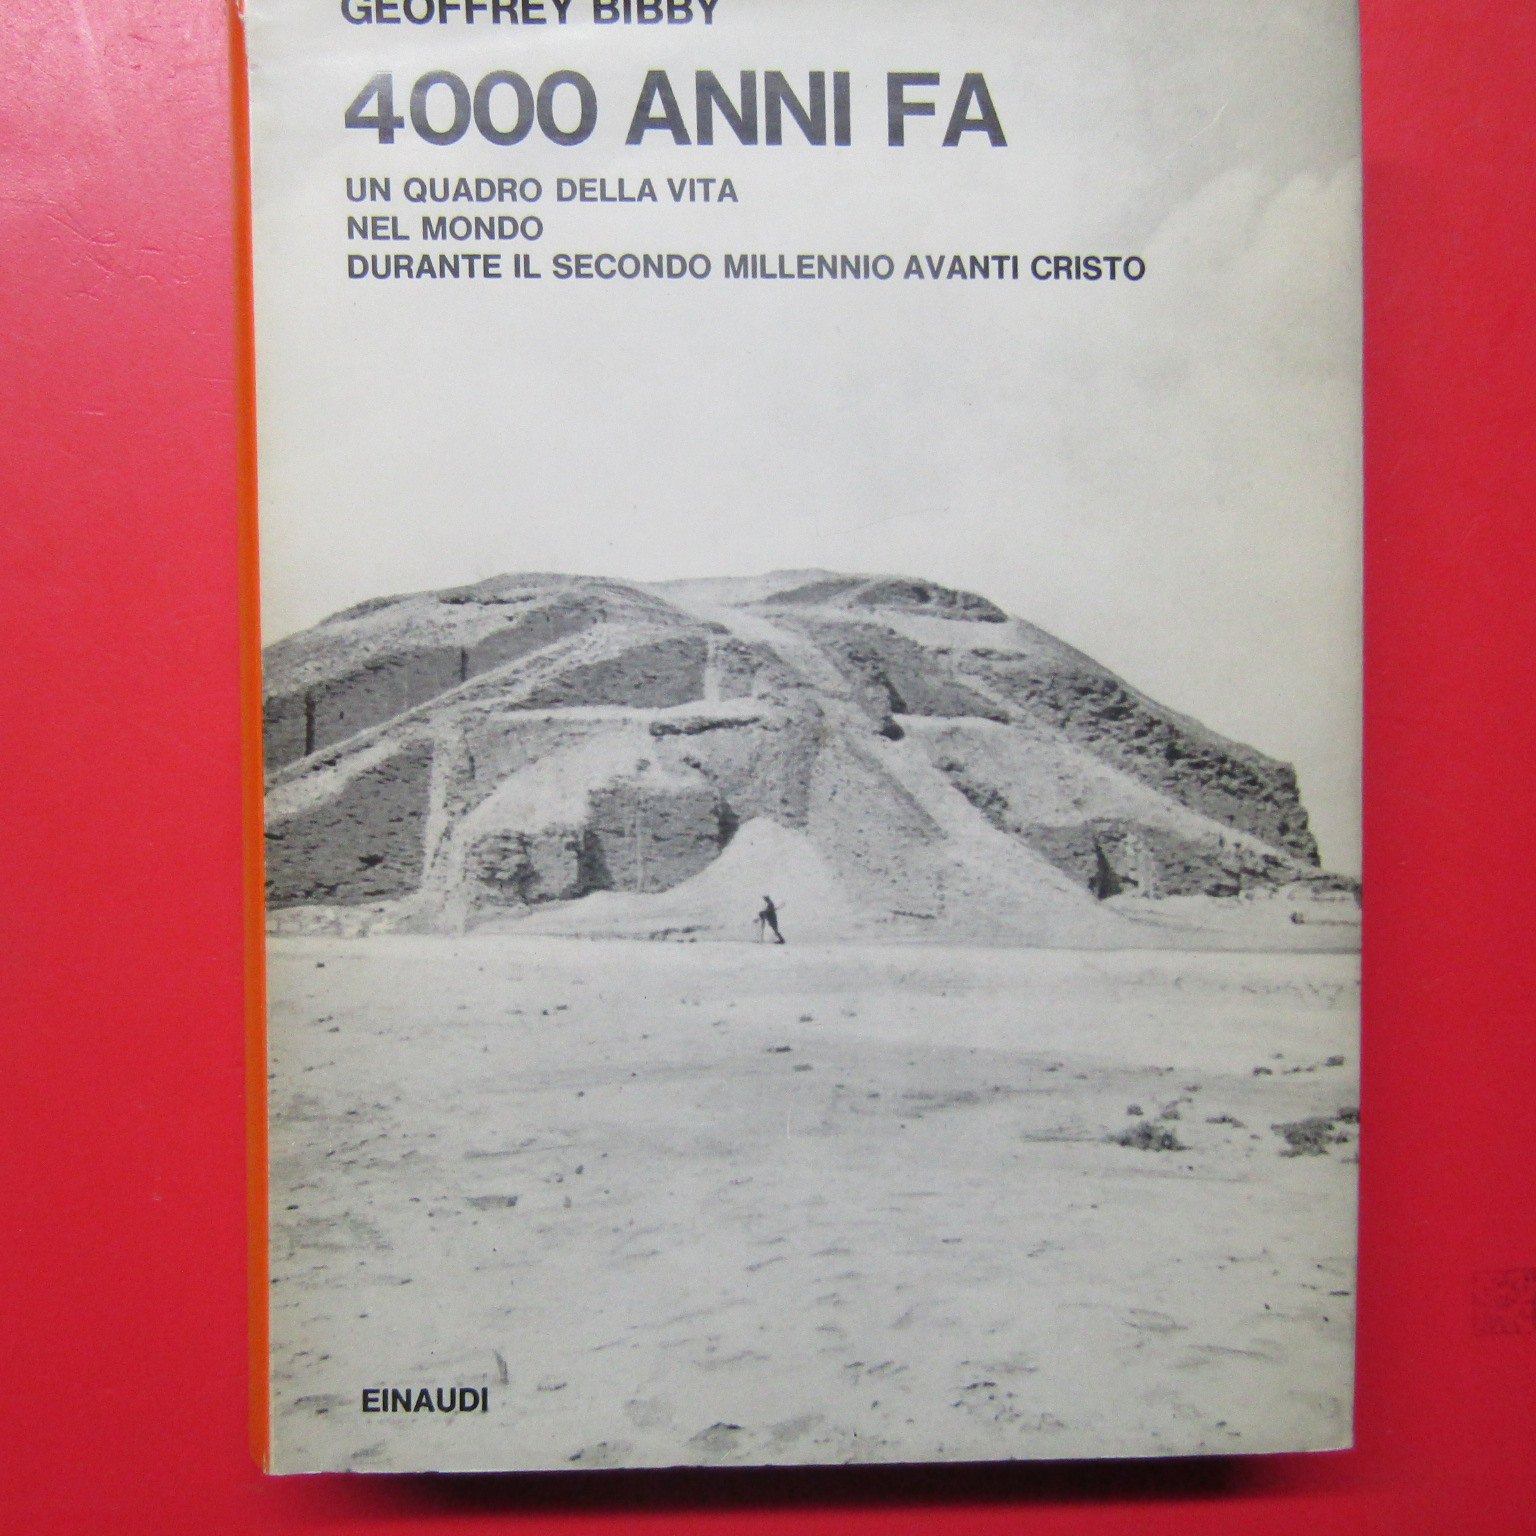 GEOFFREY BIBBY
4000 ANNI FA
UN QUADRO DELLA VITA
NEL MONDO
DURANTE IL SECONDO MILLENNIO AVANTI CRISTO
EINAUDI